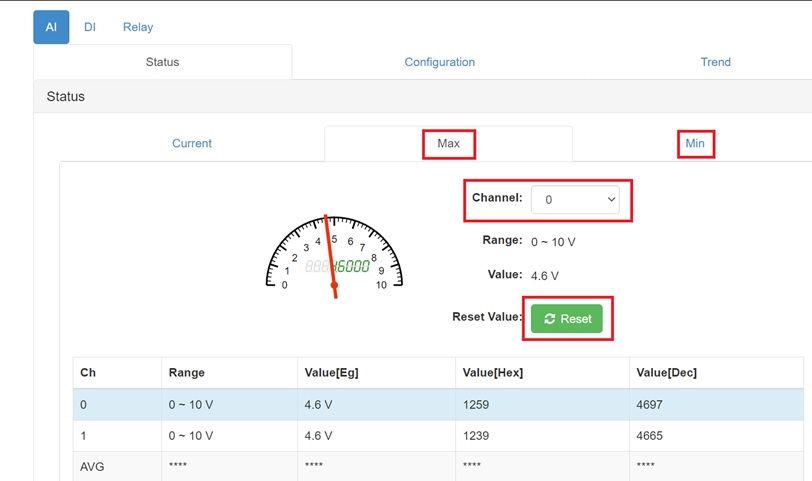 AI DI Relay
Status Configuration Trend
Status
Current Max Min
Channel: 0
Range: 0 ~ 10 V
Value: 4.6 V
Reset Value: Reset
0 1 2 3 4 5 6 7 8 9 10
4.6000
Ch Range Value[Eg] Value[Hex] Value[Dec]
0 0 ~ 10 V 4.6 V 1259 4697
1 0 ~ 10 V 4.6 V 1239 4665
AVG **** **** **** ****